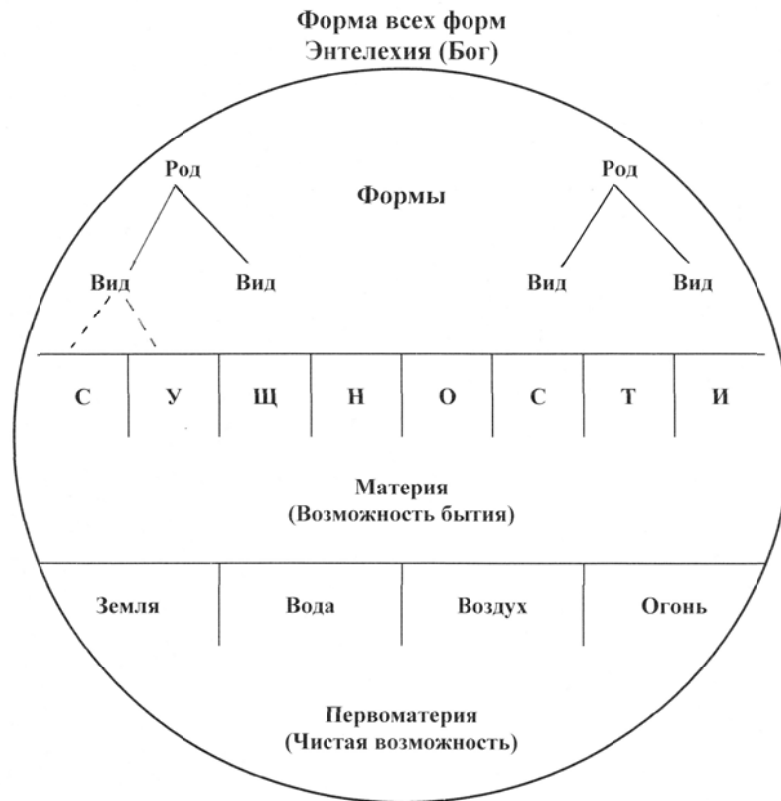 Форма всех форм
Энтелехия (Бог)
Род Род
Формы
Вид Вид Вид Вид
С У Щ Н О С Т И
Материя
(Возможность бытия)
Земля Вода Воздух Огонь
Первоматерия
(Чистая возможность)